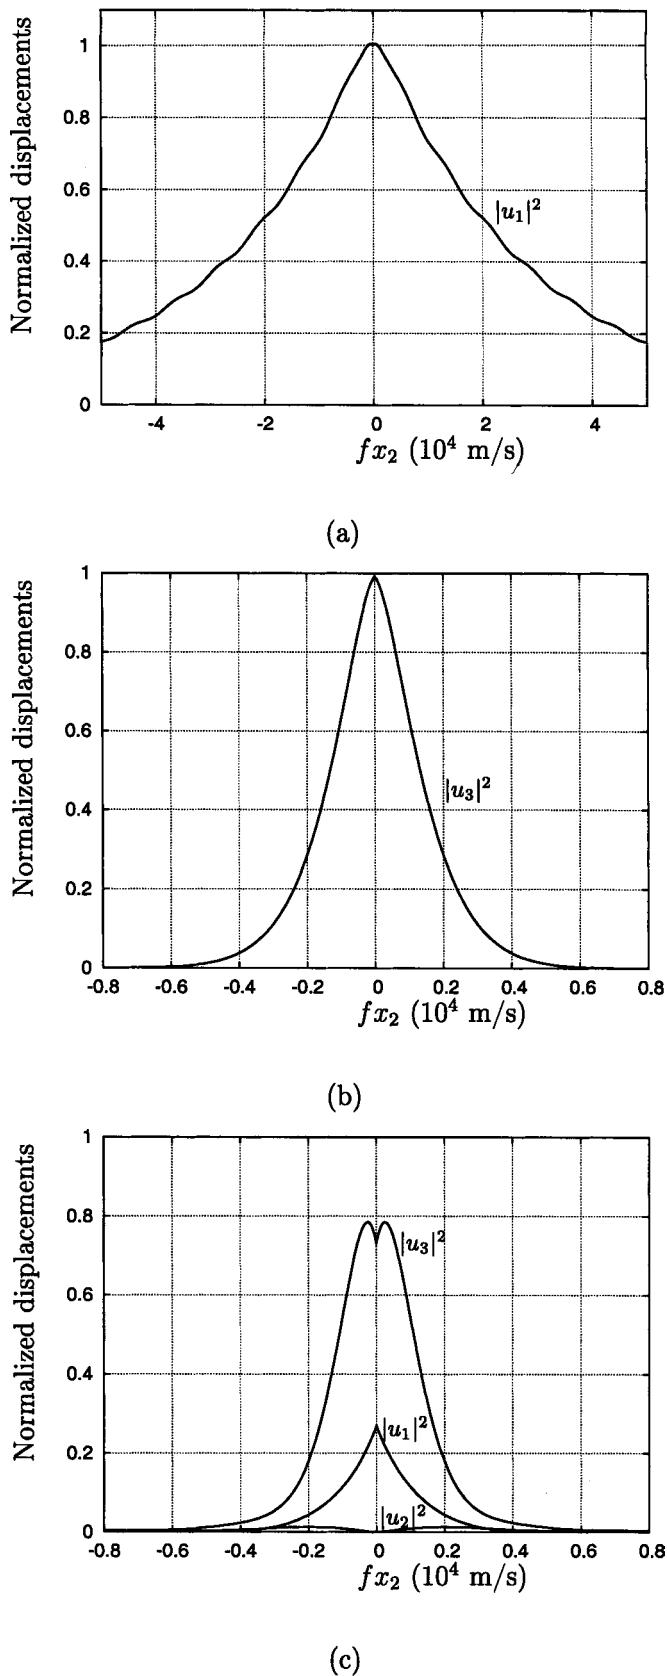 Normalized displacements
1
0.8
0.6
0.4
0.2
0
|u₁|²
-4 -2 0 2 4
fx₂ (10⁴ m/s)
(a)
Normalized displacements
1
0.8
0.6
0.4
0.2
0
|u₃|²
-0.8 -0.6 -0.4 -0.2 0 0.2 0.4 0.6 0.8
fx₂ (10⁴ m/s)
(b)
Normalized displacements
1
0.8
0.6
0.4
0.2
0
|u₃|²
|u₁|²
|u₂|²
-0.8 -0.6 -0.4 -0.2 0 0.2 0.4 0.6 0.8
fx₂ (10⁴ m/s)
(c)